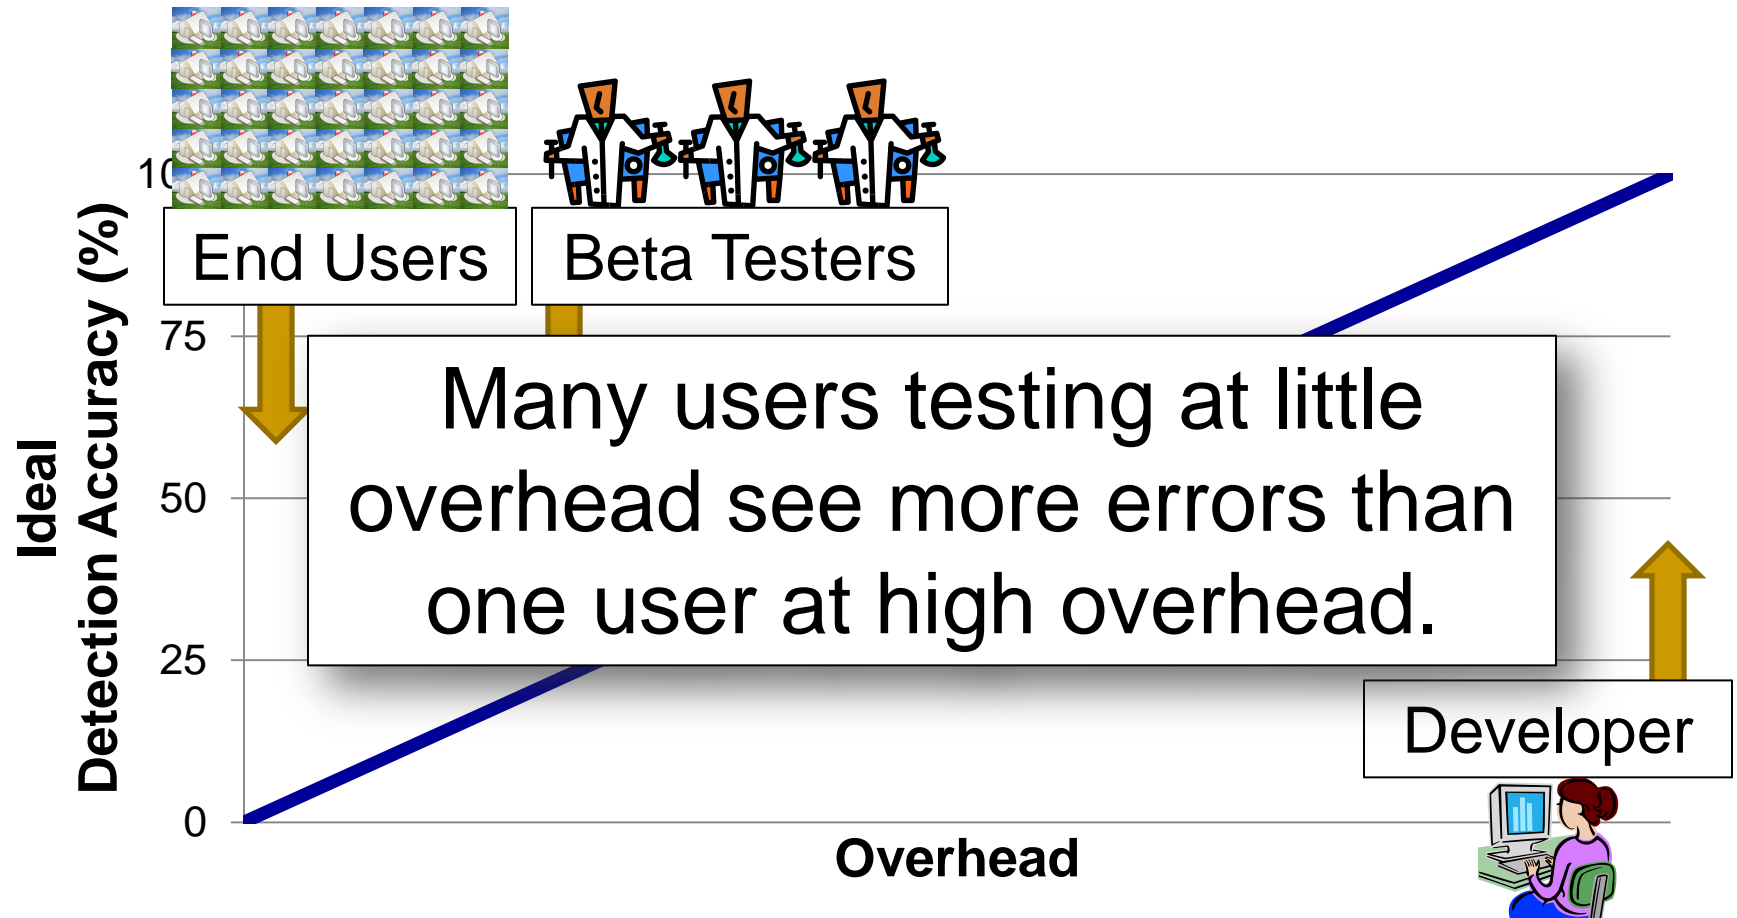 End Users
Beta Testers
75
50
25
0
Ideal
Detection Accuracy (%)
Many users testing at little
overhead see more errors than
one user at high overhead.
Developer
Overhead